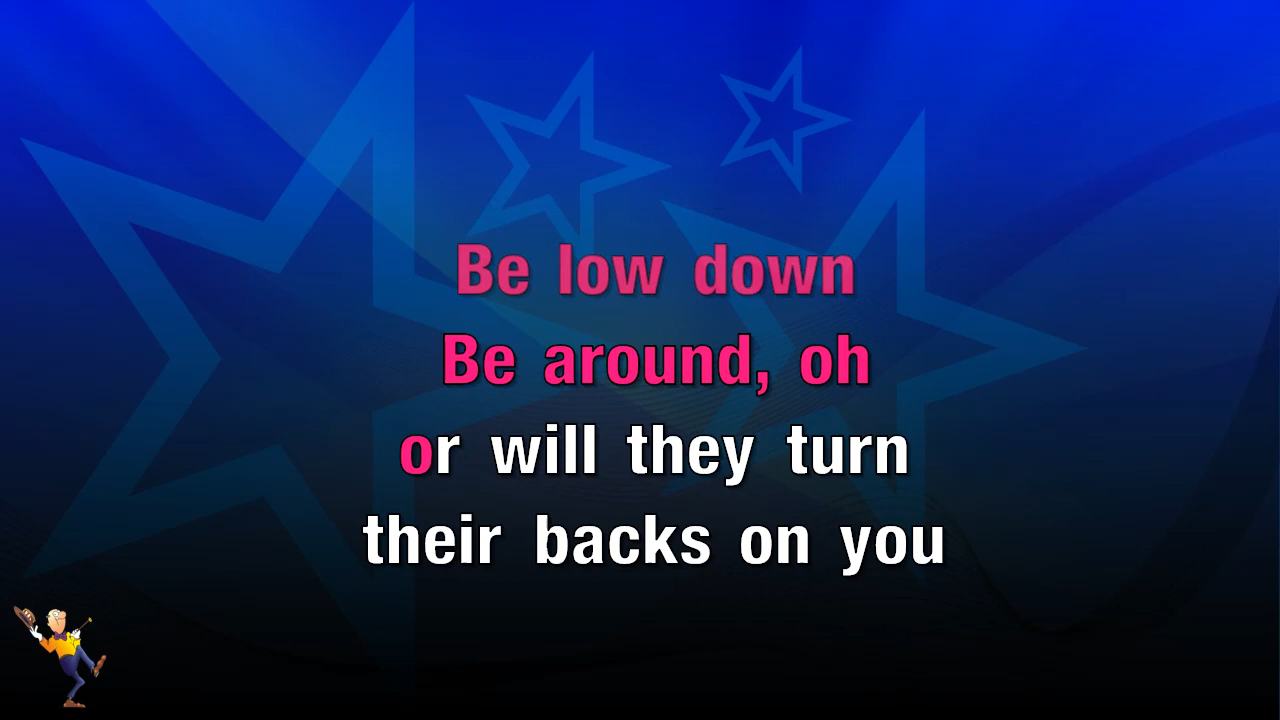 Be low down
Be around, oh
or will they turn
their backs on you